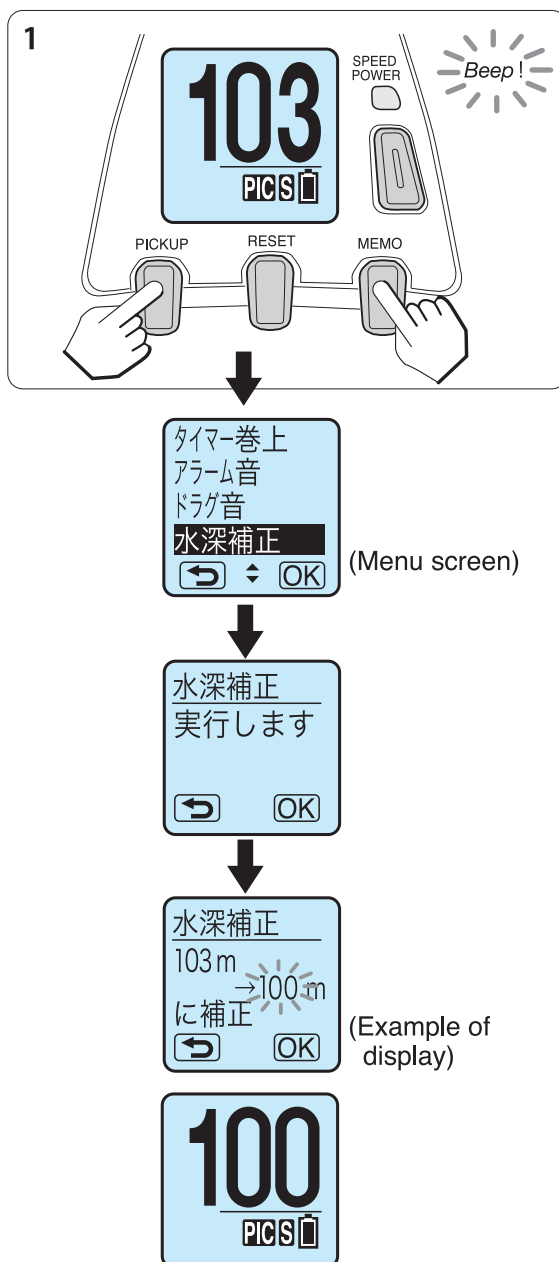 1
103
PIC S
SPEED
POWER
Beep !
PICKUP
RESET
MEMO
タイマー巻上
アラーム音
ドラグ音
水深補正
OK
(Menu screen)
水深補正
実行します
OK
水深補正
103 m
→100 m
に補正
OK
(Example of
display)
100
PIC S